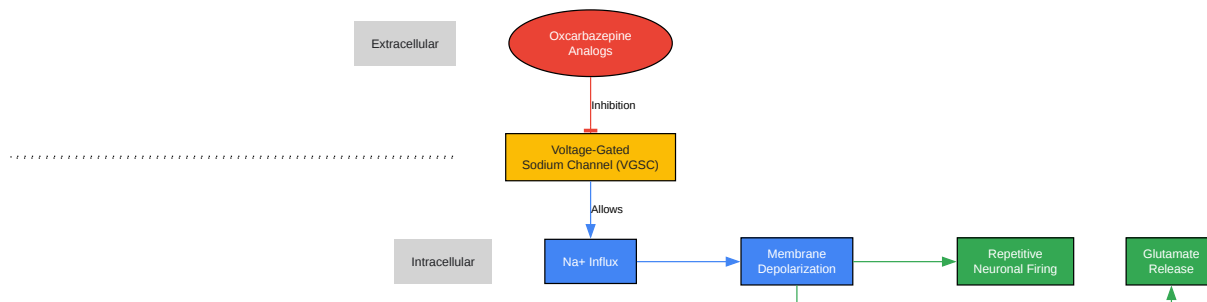 Extracellular
Oxcarbazepine
Analogs
Inhibition
Voltage-Gated
Sodium Channel (VGSC)
Allows
Intracellular
Na+ Influx
Membrane
Depolarization
Repetitive
Neuronal Firing
Glutamate
Release